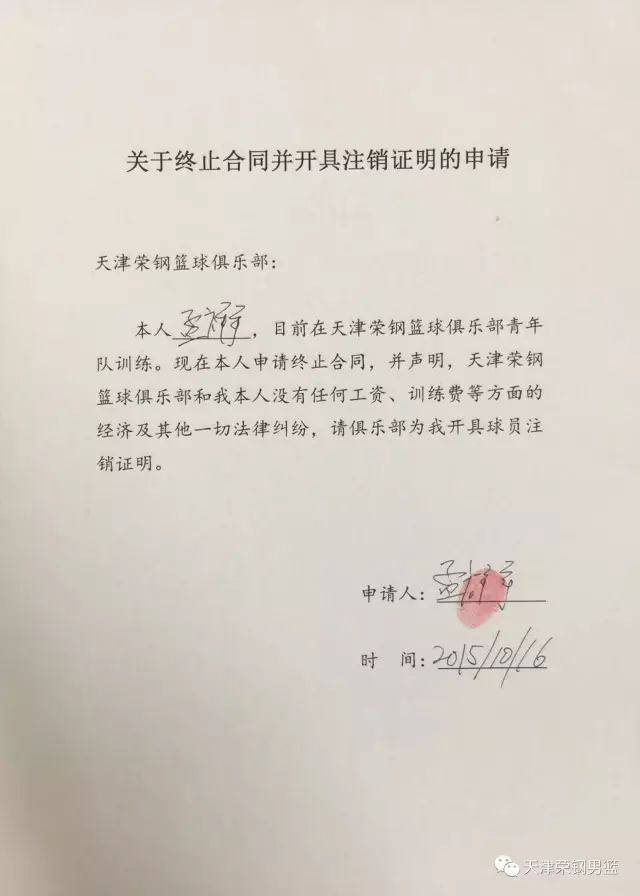 关于终止合同并开具注销证明的申请
天津荣钢篮球俱乐部：
本人孟祥宇，目前在天津荣钢篮球俱乐部青年
队训练。现在本人申请终止合同，并声明，天津荣钢
篮球俱乐部和我本人没有任何工资、训练费等方面的
经济及其他一切法律纠纷，请俱乐部为我开具球员注
销证明。
申请人：孟祥宇
时 间：2015/10/16
天津荣钢男篮